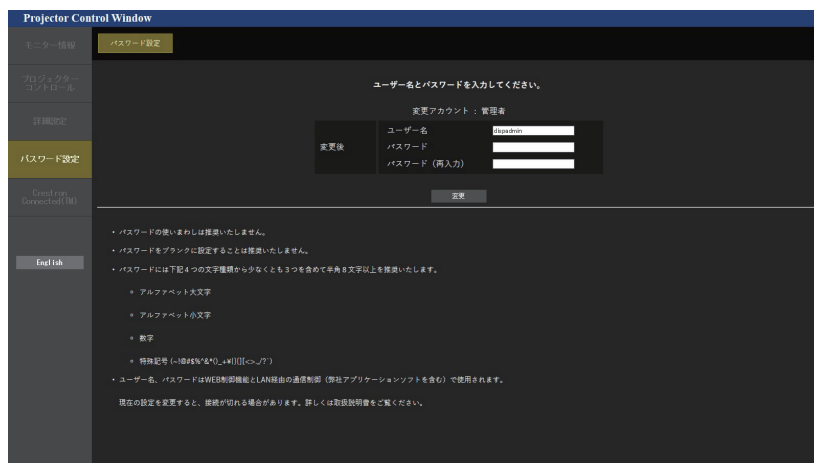 Projector Control Window
モニター情報
パスワード設定
プロジェクター
コントロール
ユーザー名とパスワードを入力してください。
変更アカウント : 管理者
詳細設定
変更後
ユーザー名
dispadmin
パスワード
パスワード（再入力）
パスワード設定
Crestron
Connected(TM)
変更
English
• パスワードの使いまわしは推奨いたしません。
• パスワードをブランクに設定することは推奨いたしません。
• パスワードには下記４つの文字種類から少なくとも３つを含めて半角８文字以上を推奨いたします。
◦ アルファベット大文字
◦ アルファベット小文字
◦ 数字
◦ 特殊記号 (~!@#$%^&*()_+¥|}{][<>.,/?`)
• ユーザー名、パスワードはWEB制御機能とLAN経由の通信制御（弊社アプリケーションソフトを含む）で使用されます。
現在の設定を変更すると、接続が切れる場合があります。詳しくは取扱説明書をご覧ください。